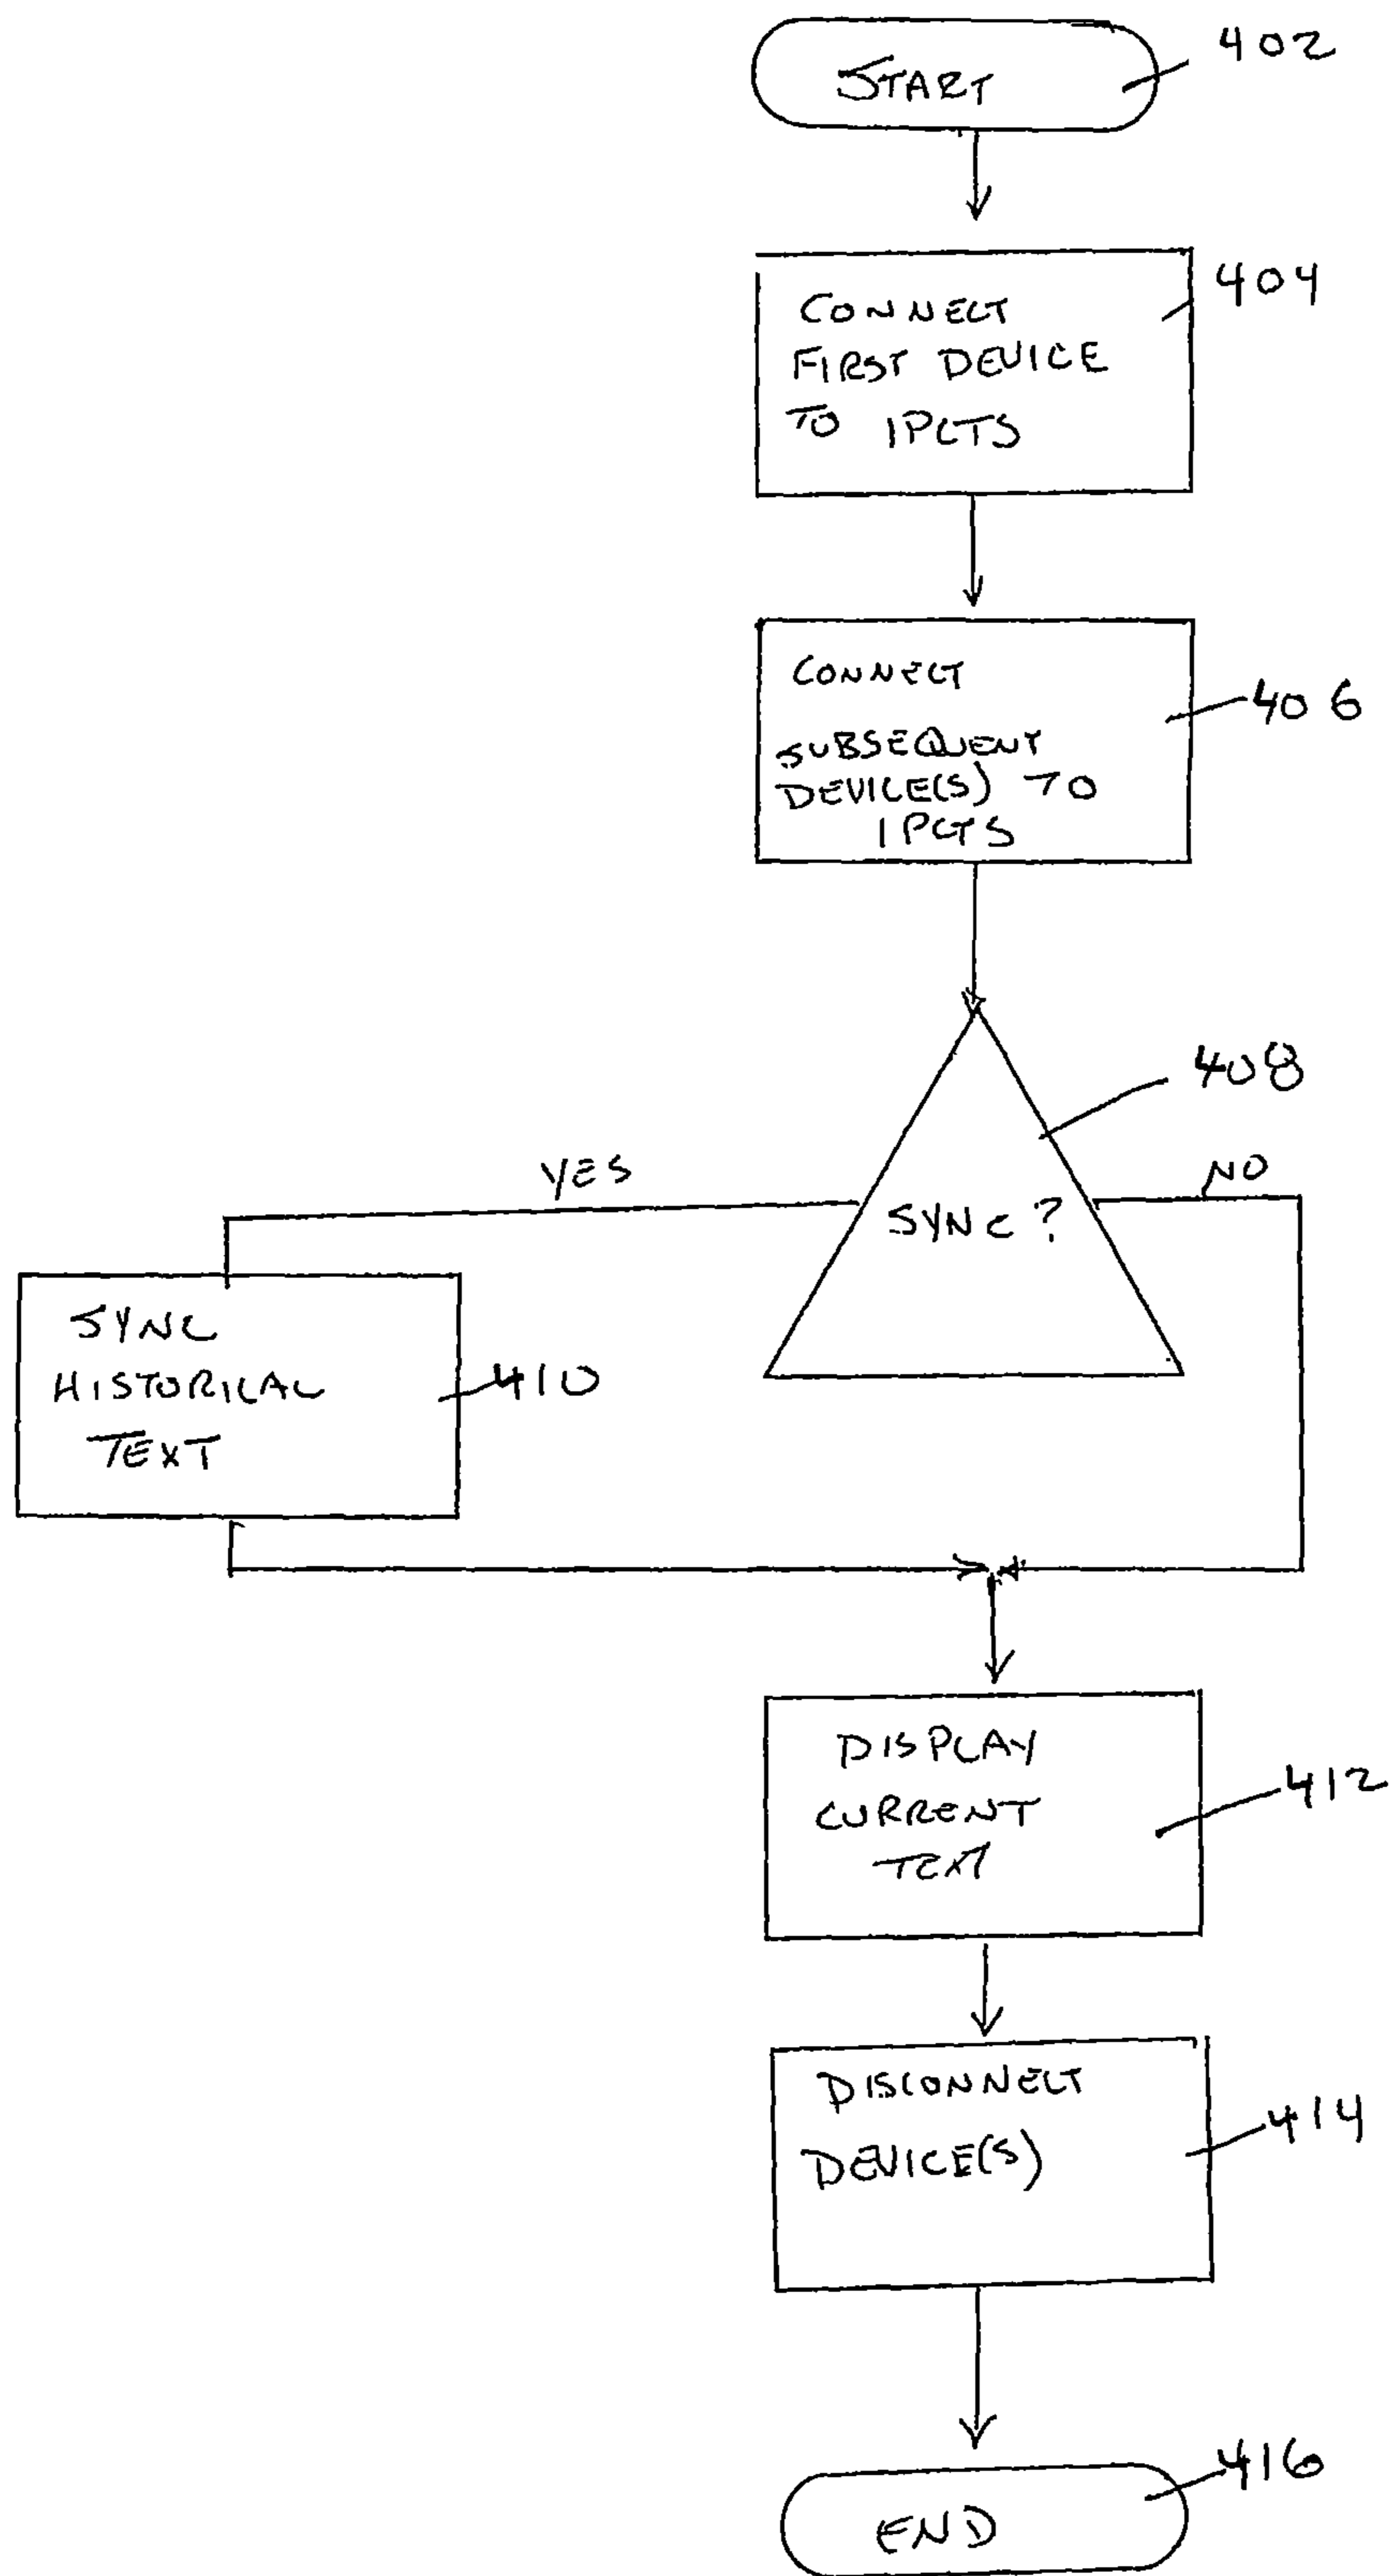 START
402
CONNECT
FIRST DEVICE
TO IPCTS
404
CONNECT
SUBSEQUENT
DEVICE(S) TO
IPCTS
406
SYNC?
408
YES
NO
SYNC
HISTORICAL
TEXT
410
DISPLAY
CURRENT
TEXT
412
DISCONNECT
DEVICE(S)
414
END
416